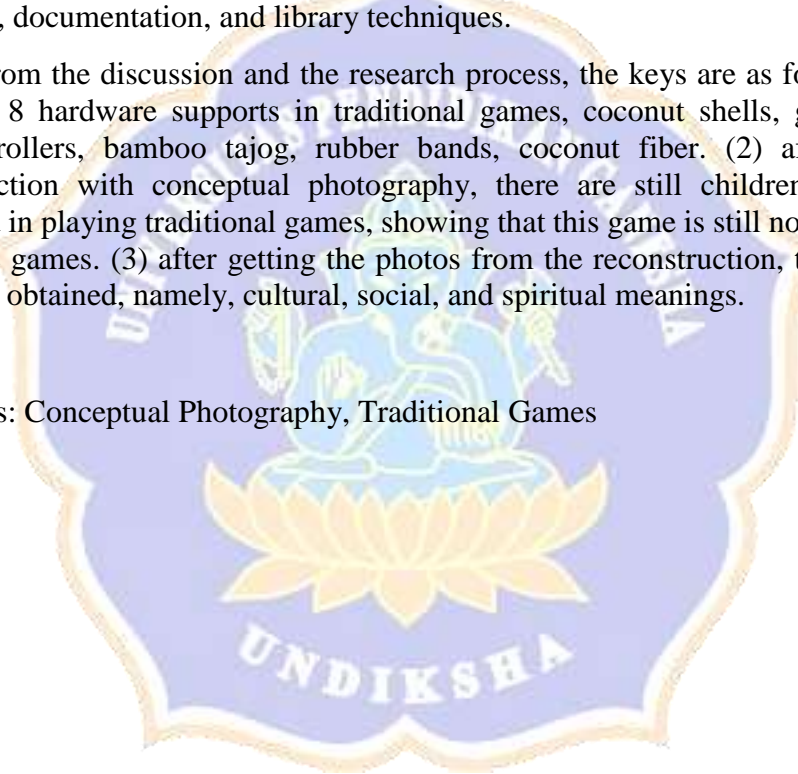 , documentation, and library techniques.
rom the discussion and the research process, the keys are as fo
8 hardware supports in traditional games, coconut shells, g
rollers, bamboo tajog, rubber bands, coconut fiber. (2) a
ction with conceptual photography, there are still children
in playing traditional games, showing that this game is still no
games. (3) after getting the photos from the reconstruction, t
obtained, namely, cultural, social, and spiritual meanings.
s: Conceptual Photography, Traditional Games
UNDIKSHA